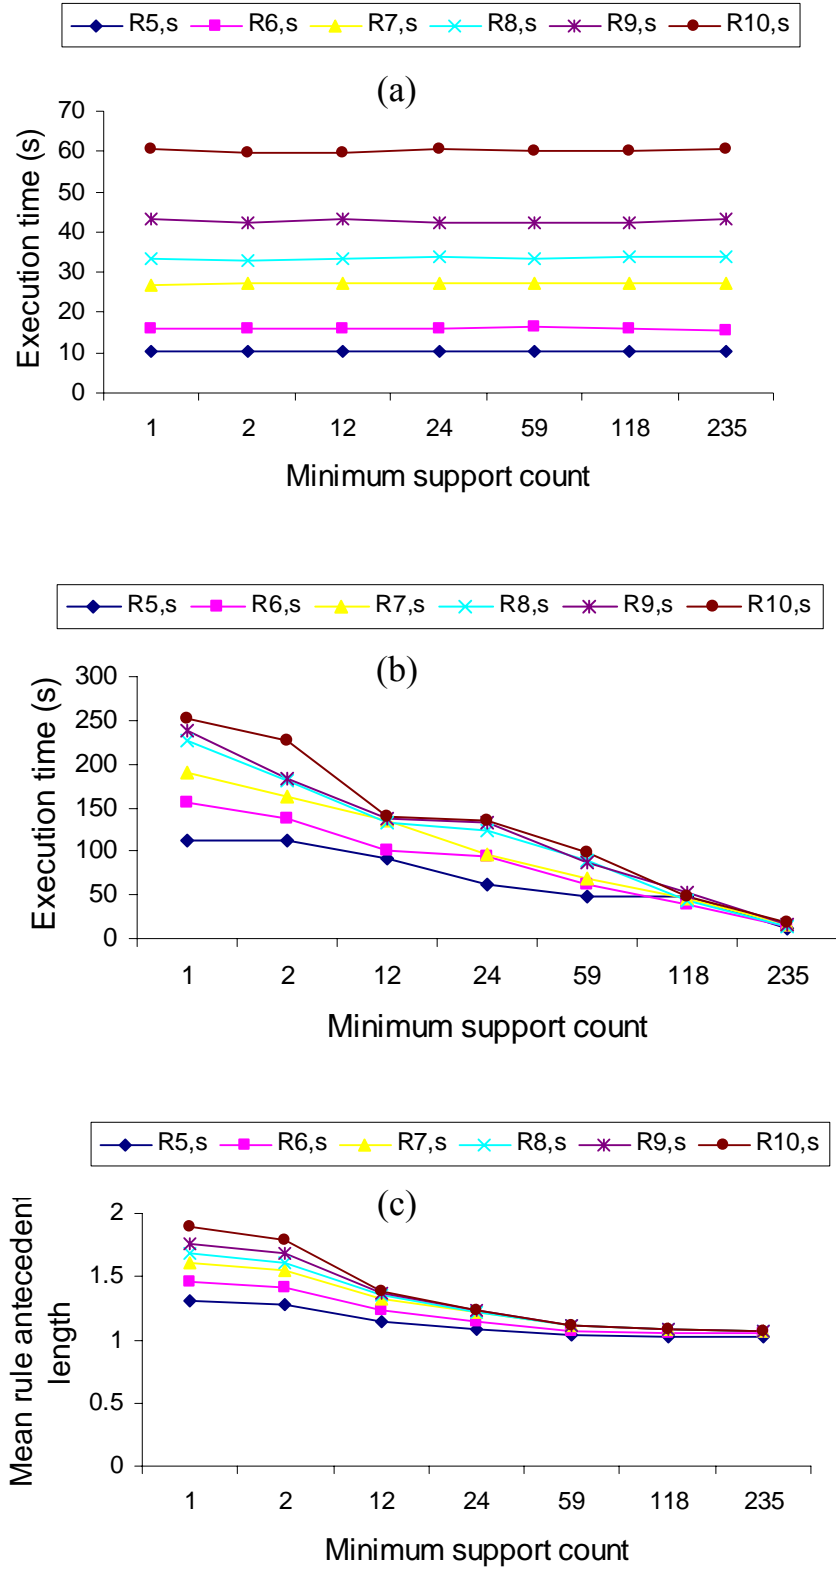 R5,s R6,s R7,s R8,s R9,s R10,s
(a)
Execution time (s)
70
60
50
40
30
20
10
0
1 2 12 24 59 118 235
Minimum support count
R5,s R6,s R7,s R8,s R9,s R10,s
(b)
Execution time (s)
300
250
200
150
100
50
0
1 2 12 24 59 118 235
Minimum support count
R5,s R6,s R7,s R8,s R9,s R10,s
(c)
Mean rule antecedent
length
2
1.5
1
0.5
0
1 2 12 24 59 118 235
Minimum support count